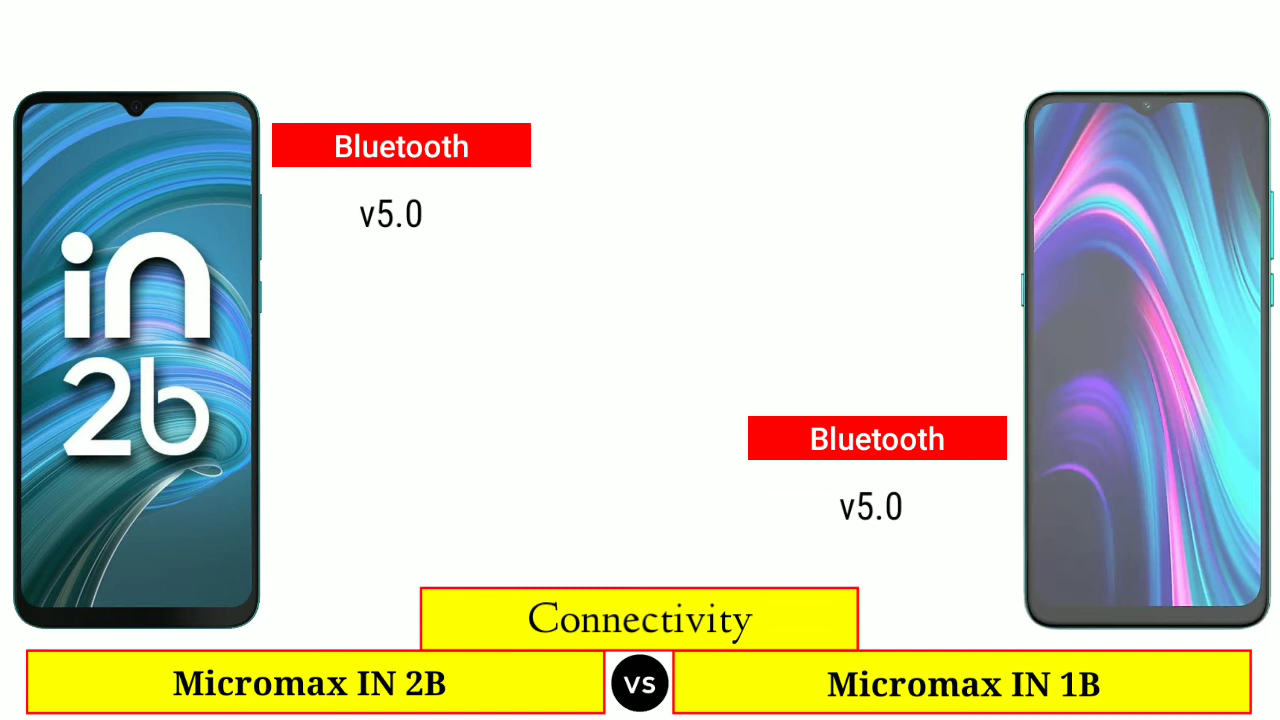 Bluetooth
v5.0
in
2b
Bluetooth
v5.0
Connectivity
Micromax IN 2B
vs
Micromax IN 1B